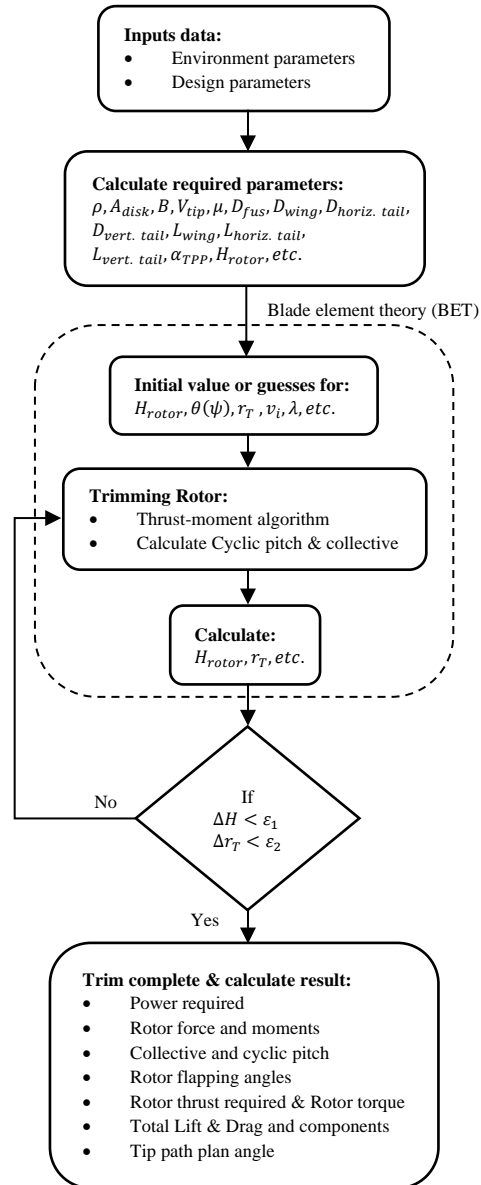 Inputs data:
• Environment parameters
• Design parameters
Calculate required parameters:
ρ, A_disk, B, V_tip, μ, D_fus, D_wing, D_horiz. tail,
D_vert. tail, L_wing, L_horiz. tail,
L_vert. tail, α_TPP, H_rotor, etc.
Blade element theory (BET)
Initial value or guesses for:
H_rotor, θ(ψ), r_T , v_i, λ, etc.
Trimming Rotor:
• Thrust-moment algorithm
• Calculate Cyclic pitch & collective
Calculate:
H_rotor, r_T, etc.
No
If
ΔH < ε_1
Δr_T < ε_2
Yes
Trim complete & calculate result:
• Power required
• Rotor force and moments
• Collective and cyclic pitch
• Rotor flapping angles
• Rotor thrust required & Rotor torque
• Total Lift & Drag and components
• Tip path plan angle